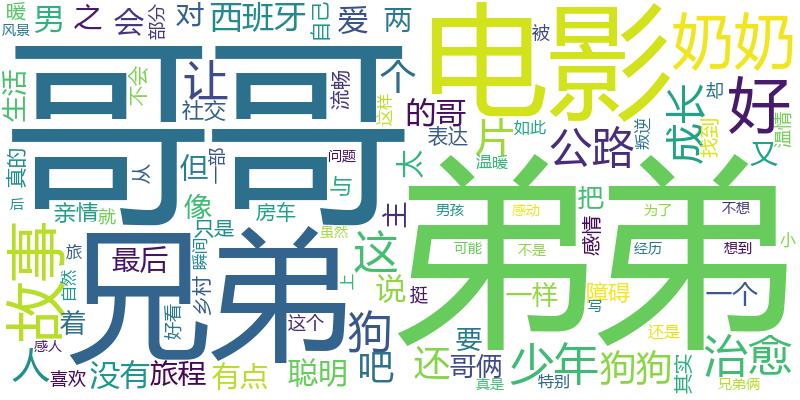 暖 男 之 会 部分 对 西班牙 自己 爱 两 被
风景 哥哥 电影 奶奶
生活 不会 让 流畅 个 却 好
社交 这样 的哥 成长 找到 温情
真的 从 但 一部 问题 表达 片 如此 公路 叛逆 又
后 与 太 温暖
亲情 就 像 房车 主 男孩 感动 把 为了 不想
故事 旅 只是 虽然 弟弟 感情 小
兄弟 最后 瞬间 这 可能 不是 经历 想到
自然 乡村 上 说 挺 一样 障碍 一个
着 好看 这个 狗 写
感人 要 还是
人 喜欢 没有 旅程 有点 聪明 吧 还 哥俩 少年 狗狗 其实 治愈
真是 特别 兄弟俩